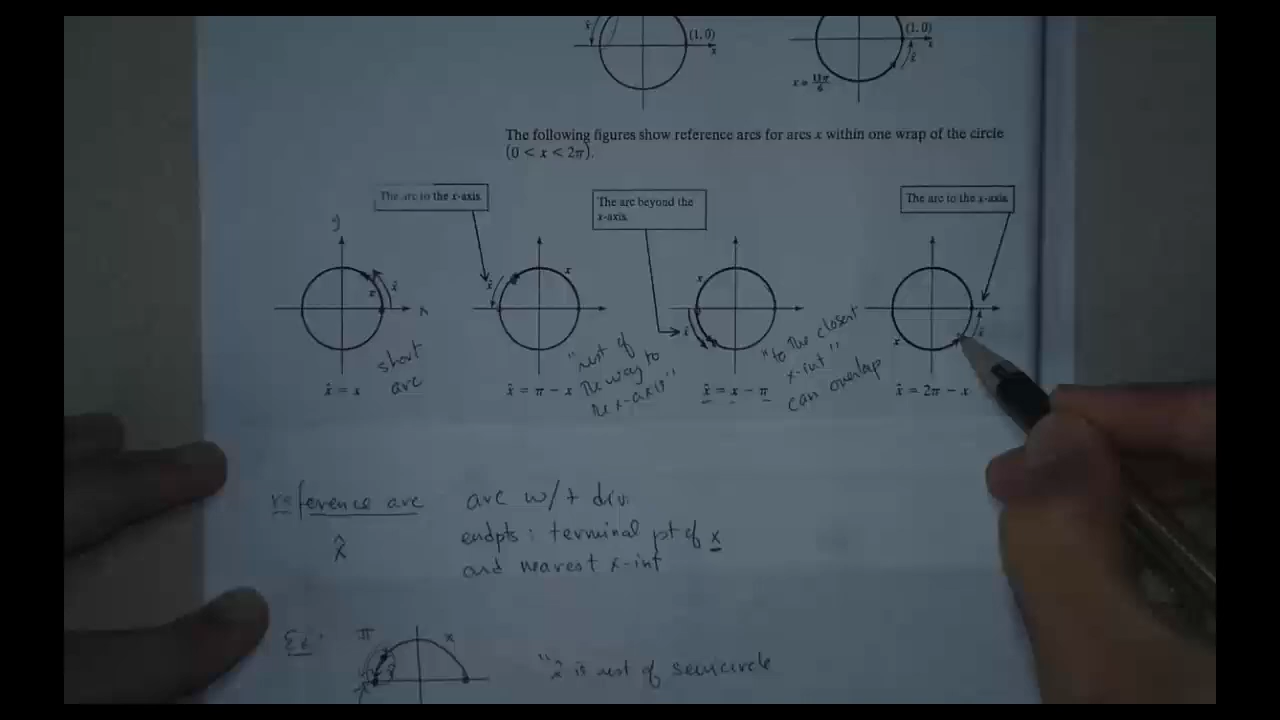 (1, 0)
x
x̂
(1, 0)
x
x̂
x = 11π/6
The following figures show reference arcs for arcs x within one wrap of the circle
(0 < x < 2π).
The arc to the x-axis.
The arc beyond the
x-axis.
The arc to the x-axis.
y
x
x̂
x
x̂
x
x
x̂
x
x̂
short
arc
"rest of
the way to
the x-axis"
"to the closest
x-int"
can overlap
x̂ = x
x̂ = π − x
x̂ = x − π
x̂ = 2π − x
reference arc
x̂
arc w/ + dir.
endpts: terminal pt of x
and nearest x-int
Ex:
π
x
x̂
"x̂ is rest of semicircle